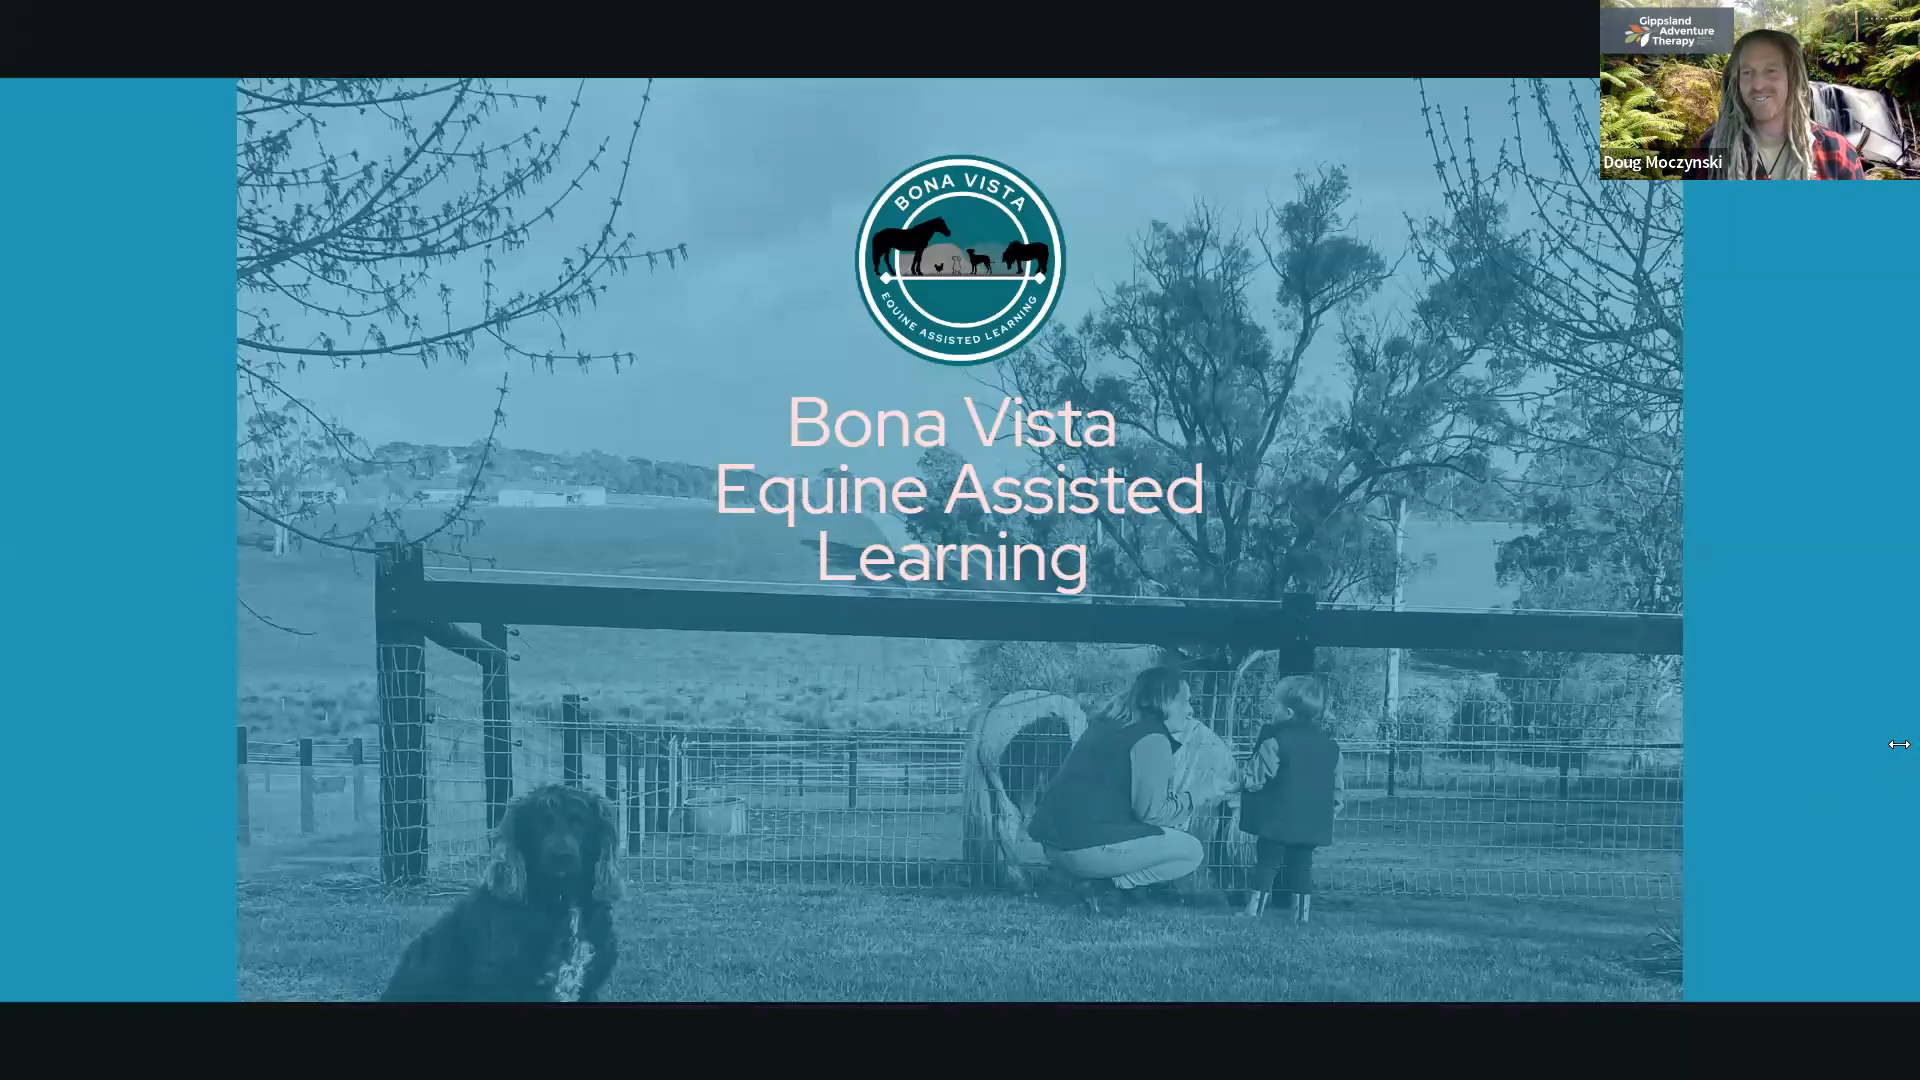 Gippsland
Adventure
Therapy
Doug Moczynski
BONA VISTA
EQUINE ASSISTED LEARNING
Bona Vista
Equine Assisted
Learning